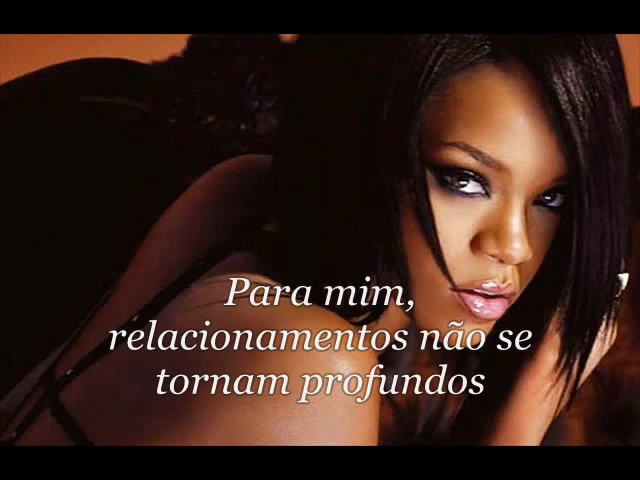 Para mim,
relacionamentos não se
tornam profundos